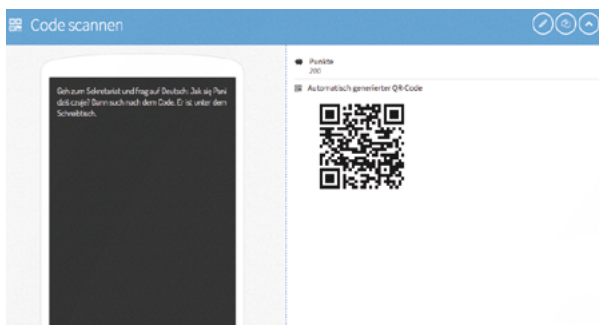 Code scannen
Geh zum Sekretariat und frag auf Deutsch: Jak się Pani
dziś czuje? Dann such nach dem Code. Er ist unter dem
Schreibtisch.
Punkte
200
Automatisch generierter QR-Code